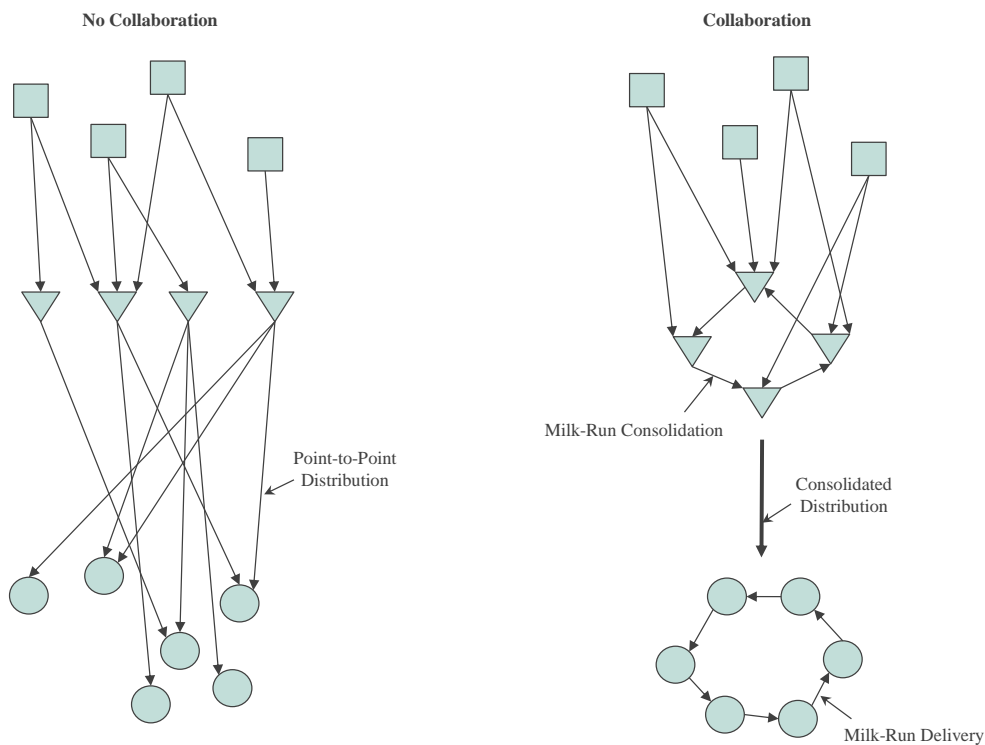 No Collaboration
Collaboration
Milk-Run Consolidation
Point-to-Point
Distribution
Consolidated
Distribution
Milk-Run Delivery